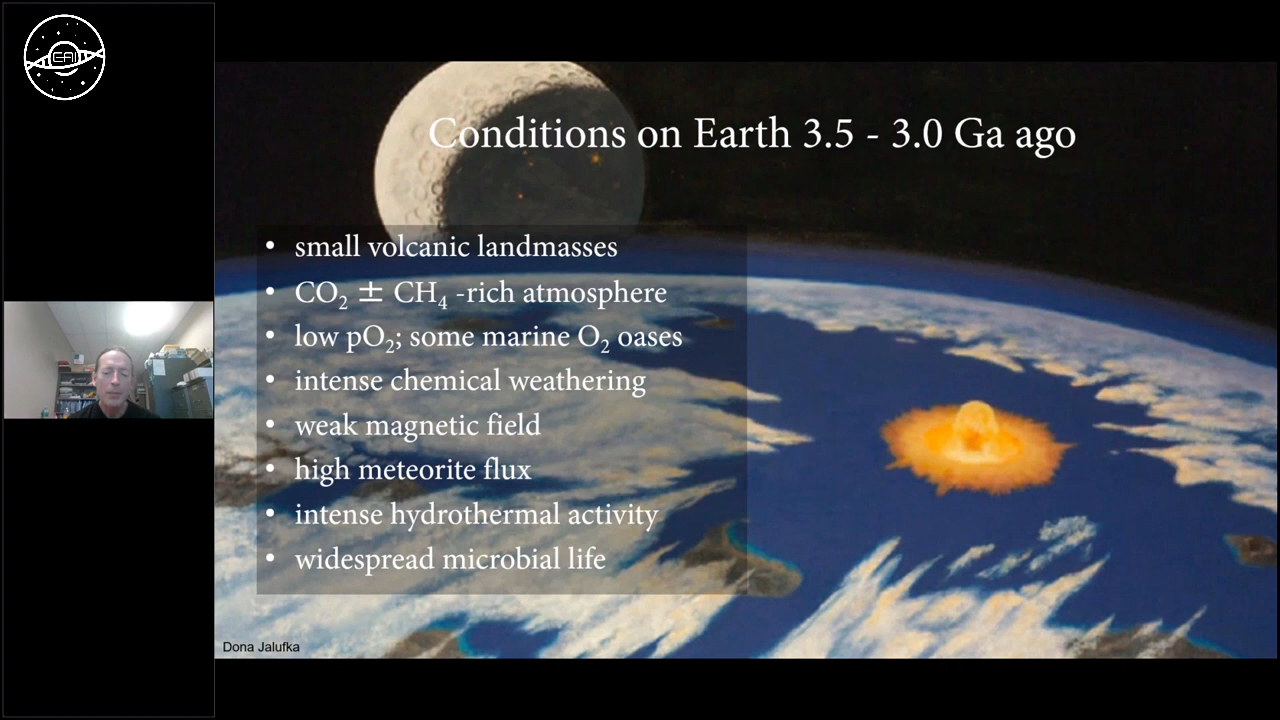 EAI
Conditions on Earth 3.5 - 3.0 Ga ago
• small volcanic landmasses
• CO₂ ± CH₄ -rich atmosphere
• low pO₂; some marine O₂ oases
• intense chemical weathering
• weak magnetic field
• high meteorite flux
• intense hydrothermal activity
• widespread microbial life
Dona Jalufka